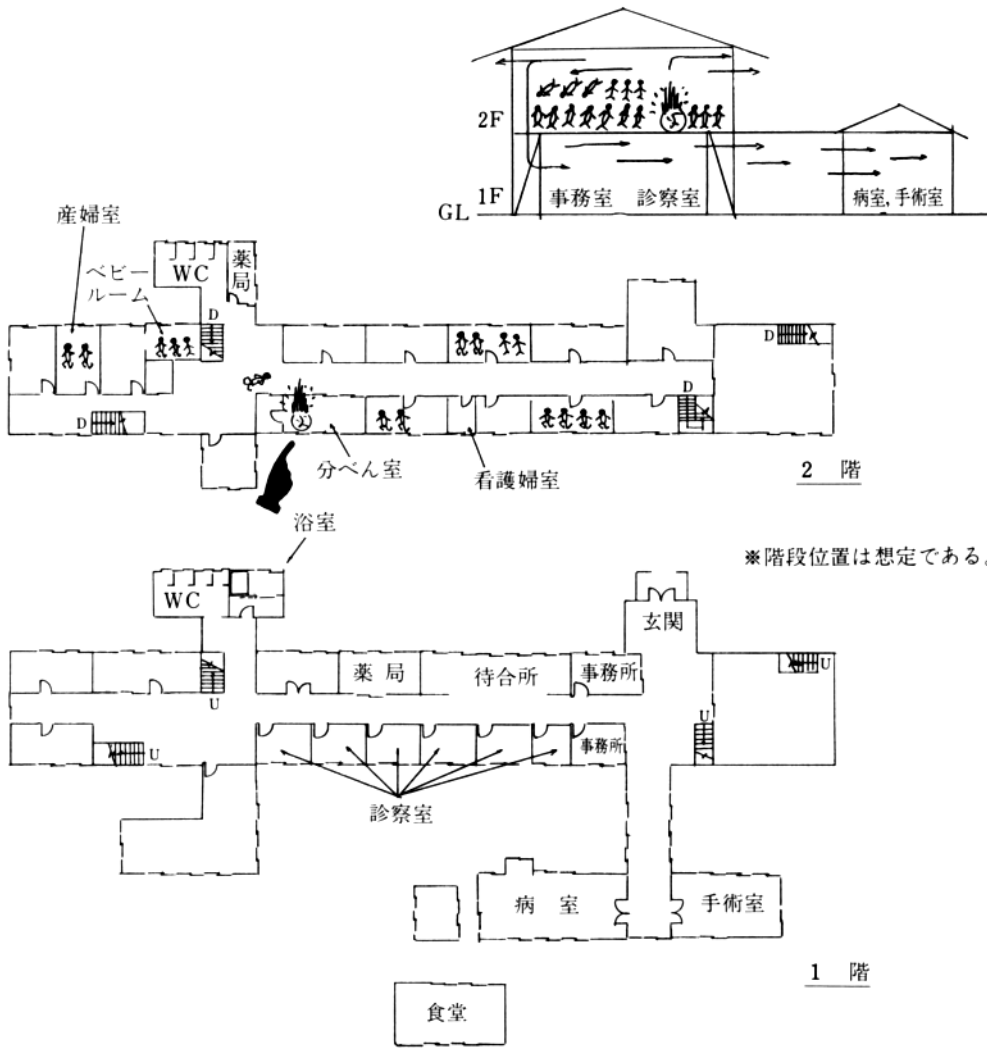 2F
1F
GL
事務室 診察室
病室,手術室
産婦室
ベビー
ルーム
WC
薬局
D
D
D
D
分べん室
看護婦室
2 階
浴室
※階段位置は想定である。
WC
玄関
薬 局
待合所
事務所
U
U
U
U
事務所
診察室
病 室
手術室
1 階
食堂